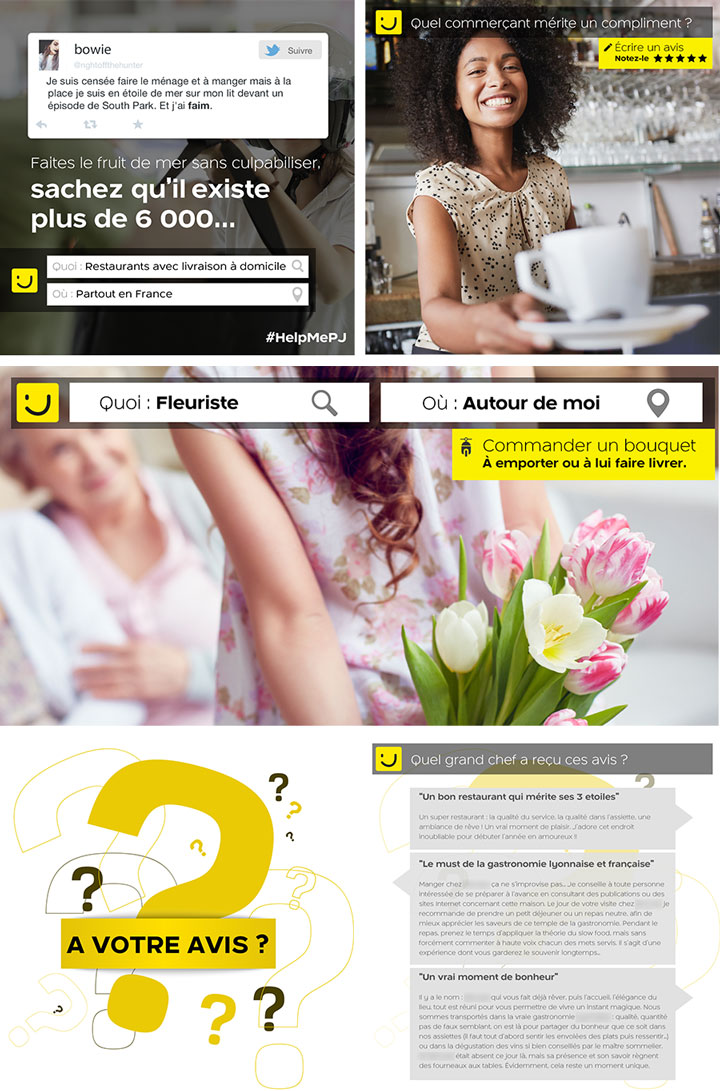 bowie
@nghtoffthehunter
Suivre
Je suis censée faire le ménage et à manger mais à la
place je suis en étoile de mer sur mon lit devant un
épisode de South Park. Et j'ai faim.
Faites le fruit de mer sans culpabiliser,
sachez qu'il existe
plus de 6 000...
Quoi : Restaurants avec livraison à domicile
Où : Partout en France
#HelpMePJ
Quel commerçant mérite un compliment ?
Écrire un avis
Notez-le ★★★★★
Quoi : Fleuriste
Où : Autour de moi
Commander un bouquet
À emporter ou à lui faire livrer.
A VOTRE AVIS ?
Quel grand chef a reçu ces avis ?
"Un bon restaurant qui mérite ses 3 etoiles"
Un super restaurant : la qualité du service, la qualité dans l'assiette, une
ambiance de rêve ! Un vrai moment de plaisir. J'adore cet endroit
Inoubliable pour débuter l'année en amoureux !!
"Le must de la gastronomie lyonnaise et française"
Manger chez ça ne s'improvise pas... Je conseille à toute personne
intéressée de se préparer à l'avance en consultant des publications ou des
sites Internet concernant cette maison. Le jour de votre visite chez je
recommande de prendre un petit déjeuner ou un repas neutre, afin de
mieux apprécier les saveurs de ce temple de la gastronomie. Pendant le
repas, prenez le temps d'appliquer la théorie du slow food, mais sans
forcément commenter à haute voix chacun des mets servis. Il s'agit d'une
expérience dont vous garderez le souvenir longtemps...
"Un vrai moment de bonheur"
Il y a le nom : qui vous fait déjà rêver, puis l'accueil, l'élégance du
lieu, tout est réuni pour vous permettre de vivre un instant magique. Nous
sommes transportés dans la vraie gastronomie : qualité, quantité
pas de faux semblant, on est là pour partager du bonheur que ce soit dans
nos assiettes (il faut tout d'abord sentir les envolées des plats puis ressentir...)
ou dans la dégustation des vins si bien conseillés par le maître sommelier.
était absent ce jour là, mais sa présence et son savoir règnent
des fourneaux aux tables. Évidemment, cela reste un moment unique.